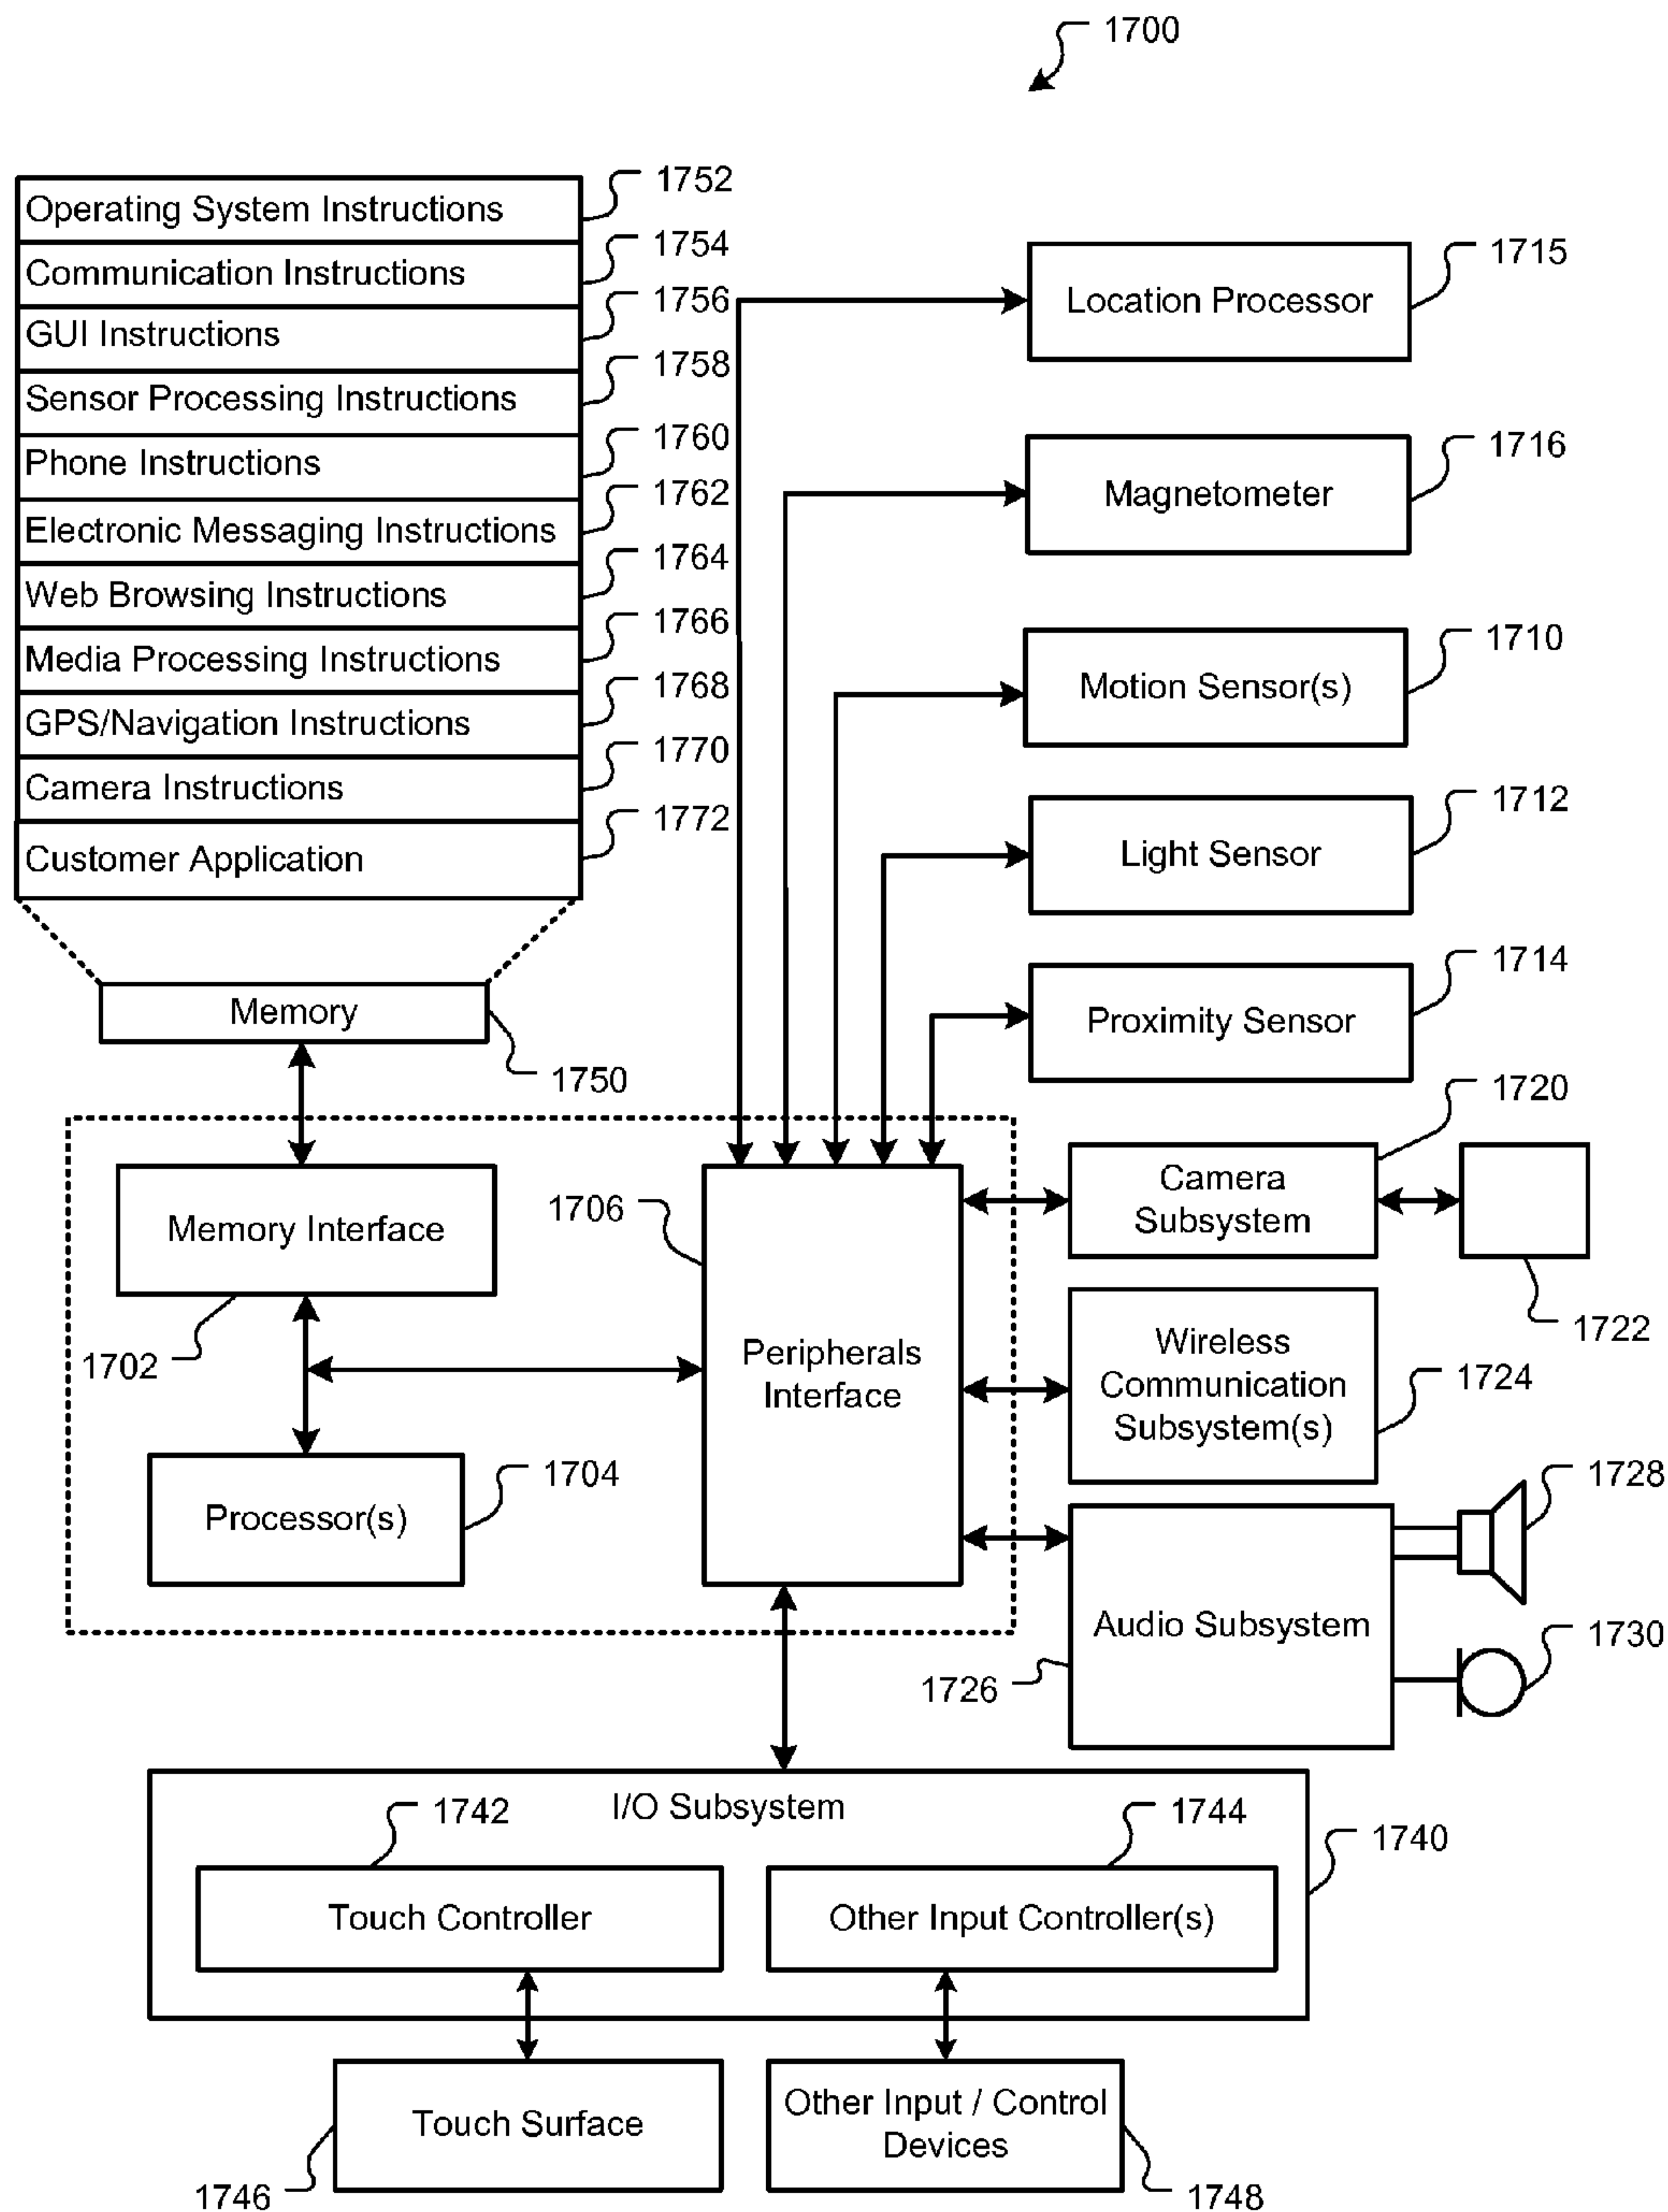 1700
Operating System Instructions
1752
Communication Instructions
1754
GUI Instructions
1756
Sensor Processing Instructions
1758
Phone Instructions
1760
Electronic Messaging Instructions
1762
Web Browsing Instructions
1764
Media Processing Instructions
1766
GPS/Navigation Instructions
1768
Camera Instructions
1770
Customer Application
1772
Memory
1750
Location Processor
1715
Magnetometer
1716
Motion Sensor(s)
1710
Light Sensor
1712
Proximity Sensor
1714
Memory Interface
1702
Processor(s)
1704
1706
Peripherals
Interface
Camera
Subsystem
1720
1722
Wireless
Communication
Subsystem(s)
1724
Audio Subsystem
1726
1728
1730
I/O Subsystem
1740
1742
Touch Controller
1744
Other Input Controller(s)
Touch Surface
1746
Other Input / Control
Devices
1748